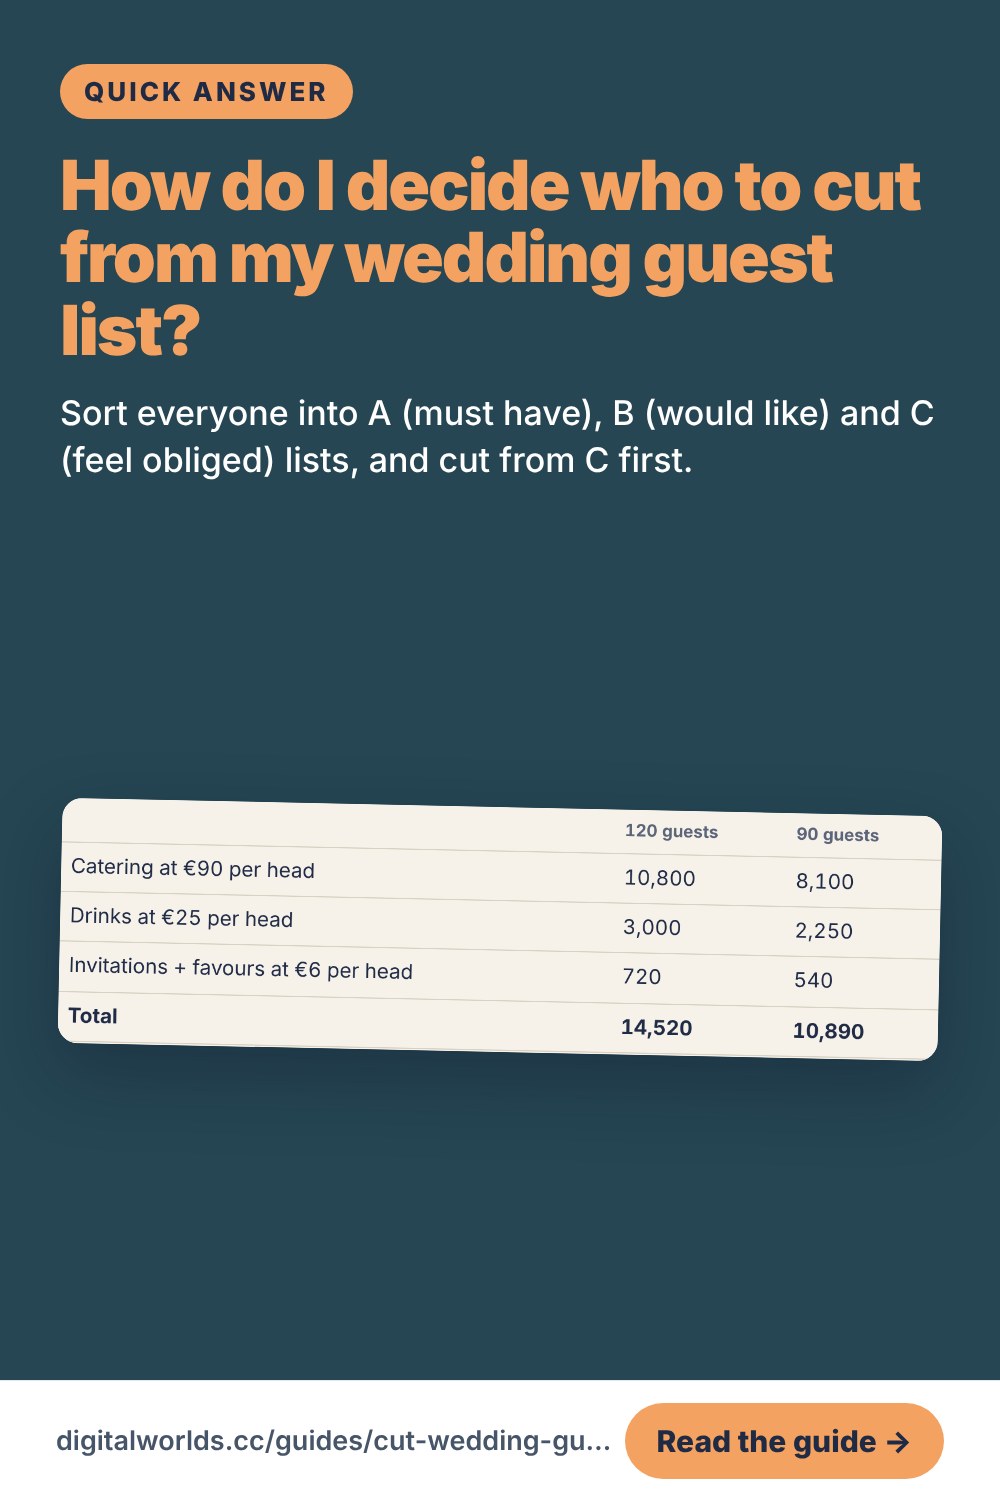 QUICK ANSWER
How do I decide who to cut
from my wedding guest
list?
Sort everyone into A (must have), B (would like) and C
(feel obliged) lists, and cut from C first.
120 guests 90 guests
Catering at €90 per head 10,800 8,100
Drinks at €25 per head 3,000 2,250
Invitations + favours at €6 per head 720 540
Total 14,520 10,890
digitalworlds.cc/guides/cut-wedding-gu... Read the guide →